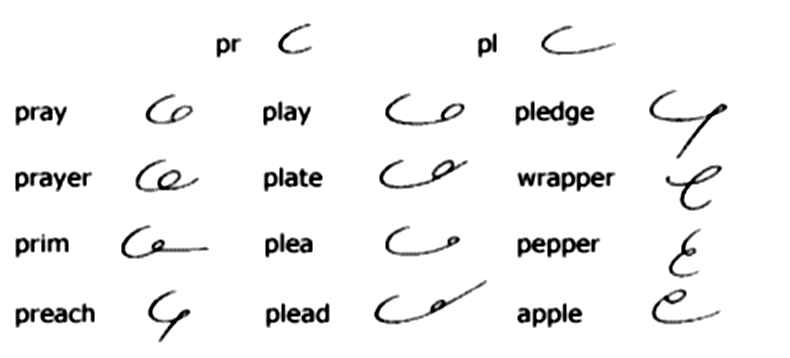 pr pl
pray play pledge
prayer plate wrapper
prim plea pepper
preach plead apple